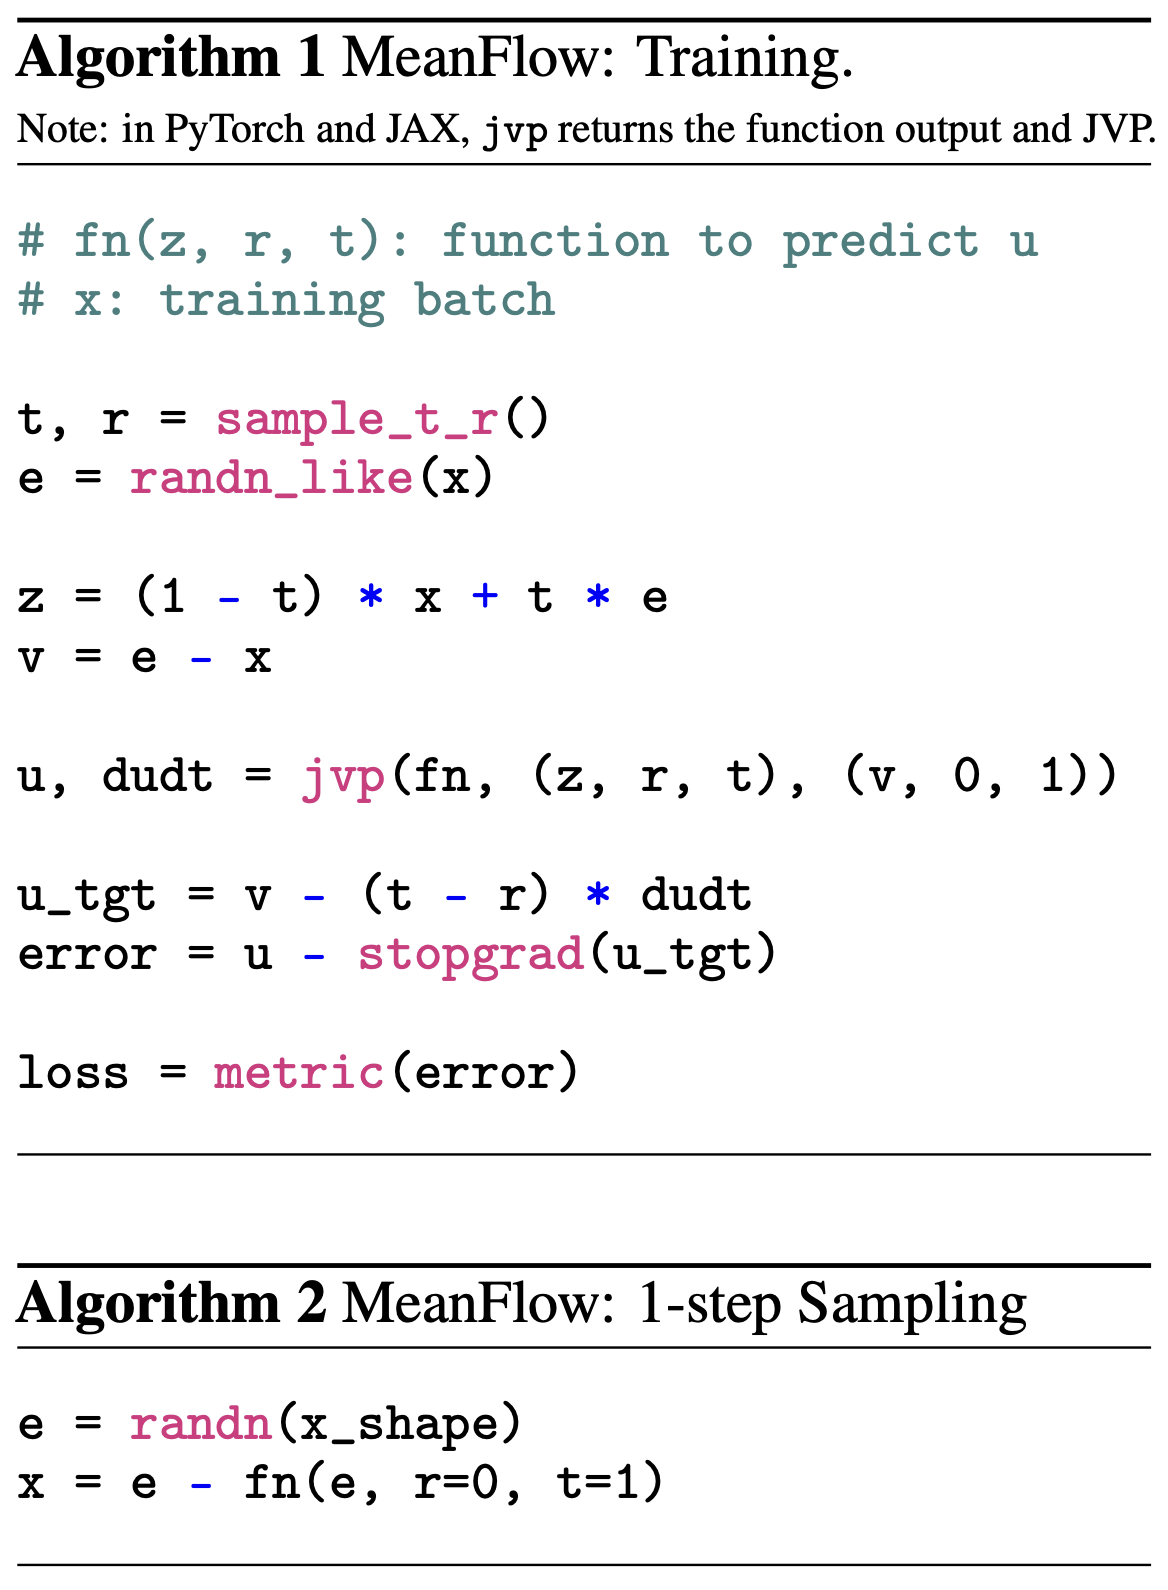 Algorithm 1 MeanFlow: Training.
Note: in PyTorch and JAX, jvp returns the function output and JVP.
# fn(z, r, t): function to predict u
# x: training batch
t, r = sample_t_r()
e = randn_like(x)
z = (1 - t) * x + t * e
v = e - x
u, dudt = jvp(fn, (z, r, t), (v, 0, 1))
u_tgt = v - (t - r) * dudt
error = u - stopgrad(u_tgt)
loss = metric(error)
Algorithm 2 MeanFlow: 1-step Sampling
e = randn(x_shape)
x = e - fn(e, r=0, t=1)